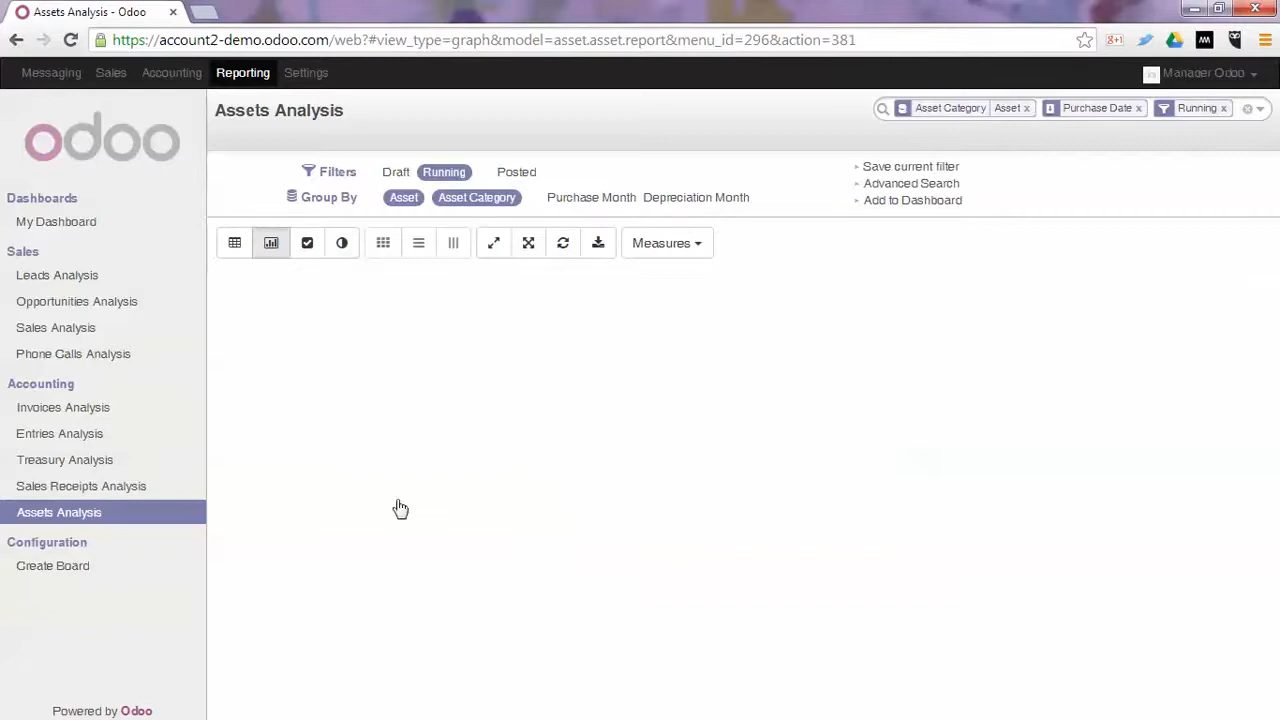 Assets Analysis - Odoo ×
https://account2-demo.odoo.com/web?#view_type=graph&model=asset.asset.report&menu_id=296&action=381
Messaging Sales Accounting Reporting Settings Manager Odoo
odoo
Assets Analysis
Asset Category Asset x Purchase Date x Running x
Filters Draft Running Posted
Group By Asset Asset Category Purchase Month Depreciation Month
Save current filter
Advanced Search
Add to Dashboard
Measures
Dashboards
My Dashboard
Sales
Leads Analysis
Opportunities Analysis
Sales Analysis
Phone Calls Analysis
Accounting
Invoices Analysis
Entries Analysis
Treasury Analysis
Sales Receipts Analysis
Assets Analysis
Configuration
Create Board
Powered by Odoo